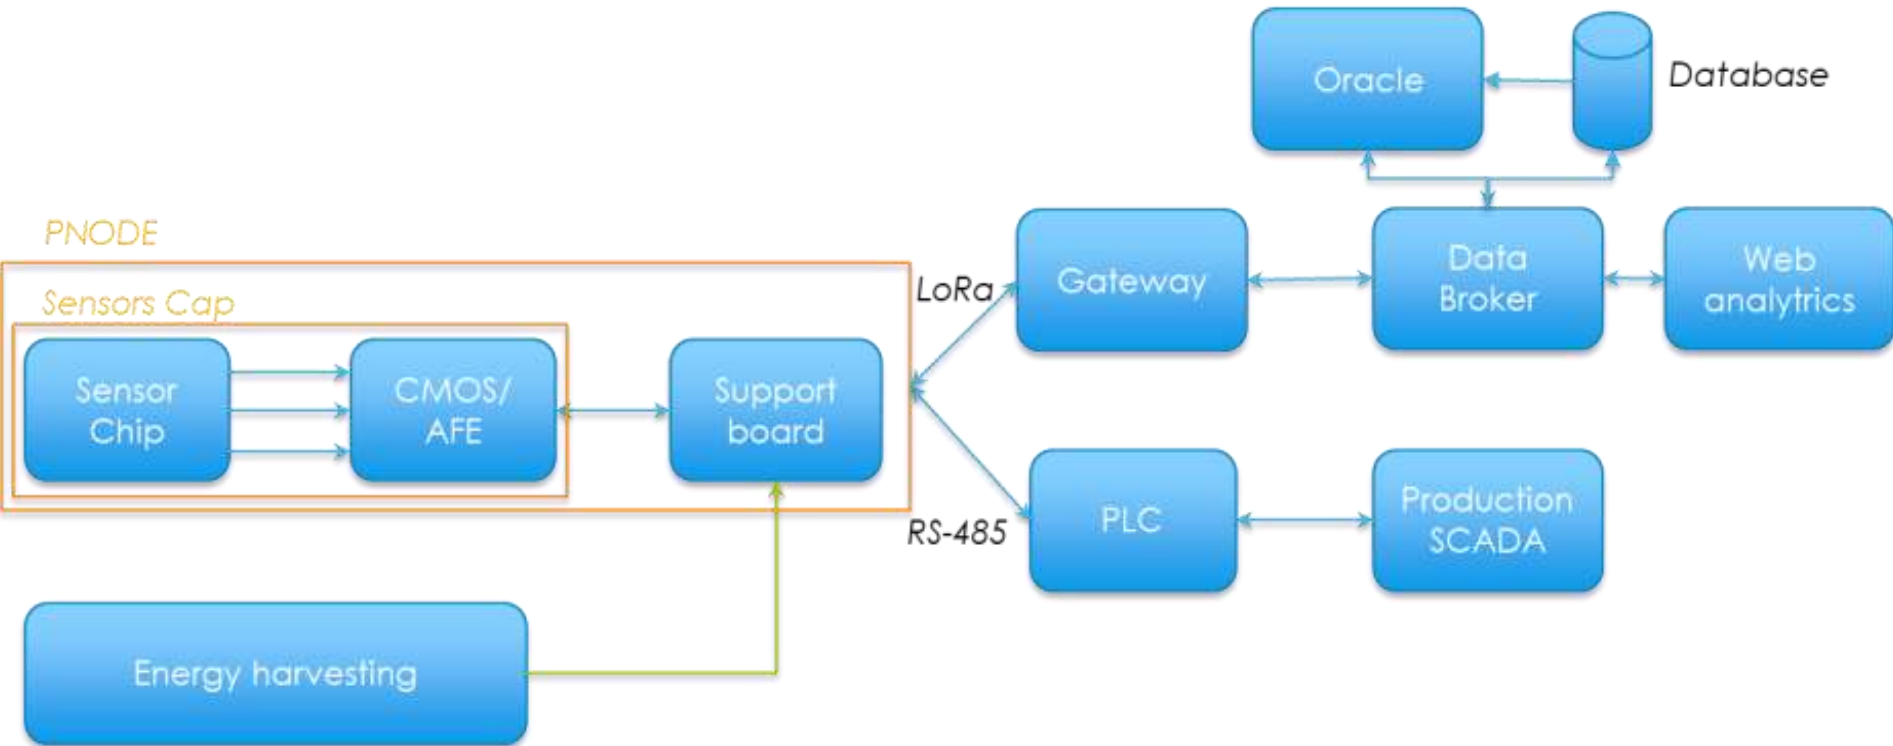 Oracle
Database
PNODE
Sensors Cap
LoRa
Gateway
Data
Broker
Web
analytrics
Sensor
Chip
CMOS/
AFE
Support
board
RS-485
PLC
Production
SCADA
Energy harvesting